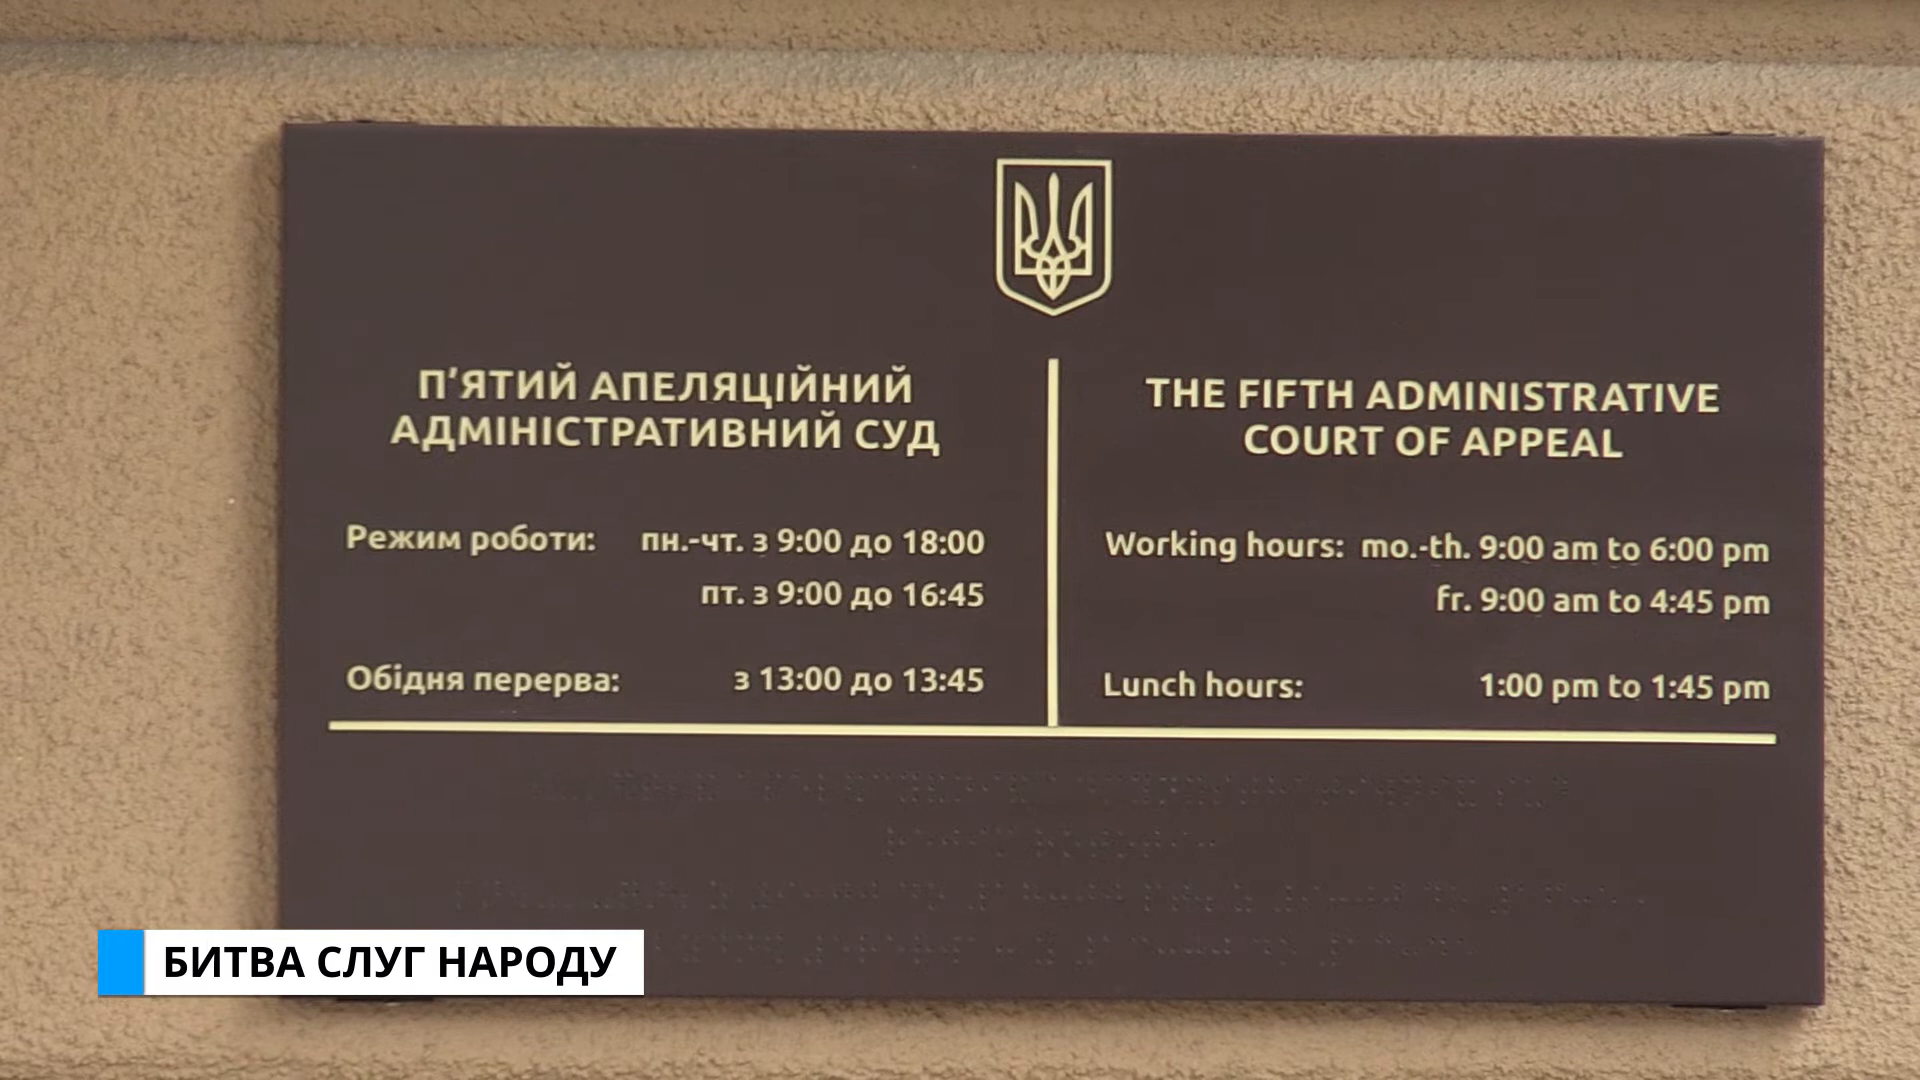 П’ЯТИЙ АПЕЛЯЦІЙНИЙ
АДМІНІСТРАТИВНИЙ СУД
Режим роботи: пн.-чт. з 9:00 до 18:00
пт. з 9:00 до 16:45
Обідня перерва: з 13:00 до 13:45
THE FIFTH ADMINISTRATIVE
COURT OF APPEAL
Working hours: mo.-th. 9:00 am to 6:00 pm
fr. 9:00 am to 4:45 pm
Lunch hours: 1:00 pm to 1:45 pm
БИТВА СЛУГ НАРОДУ